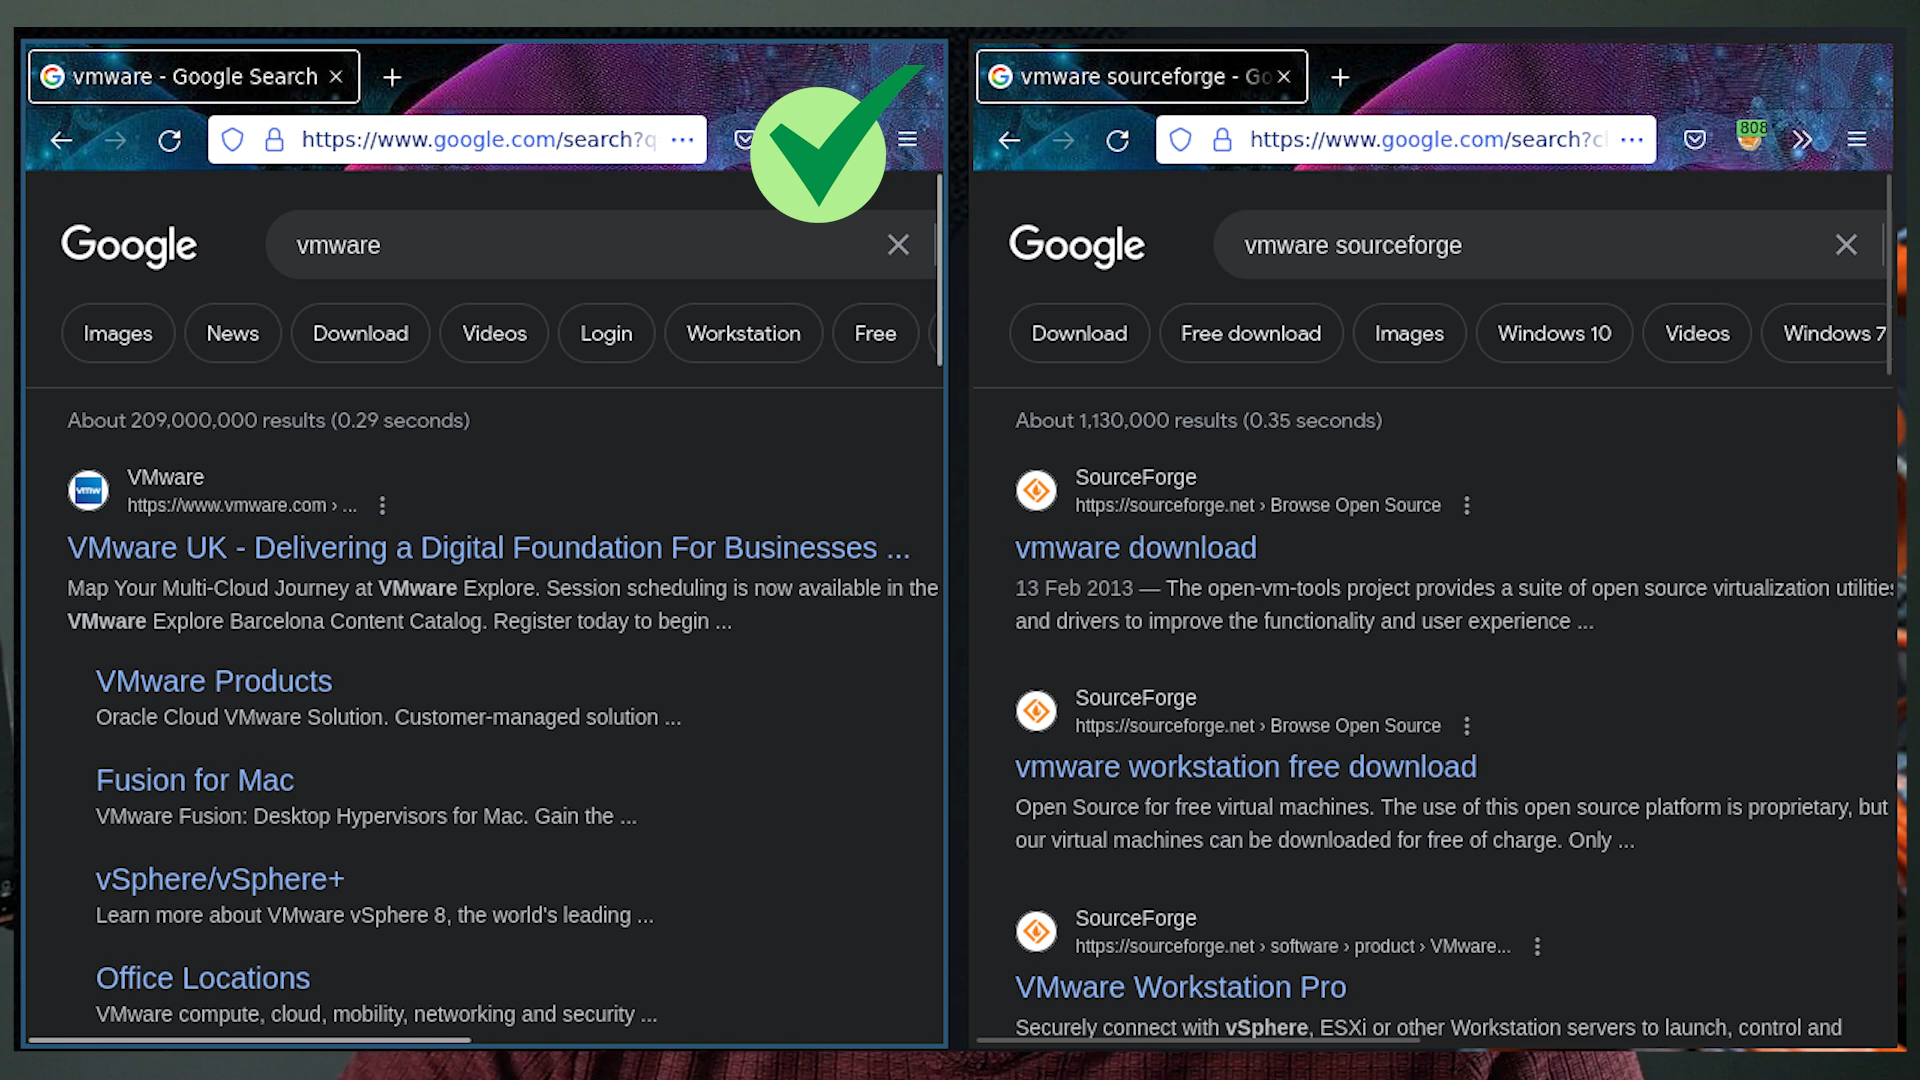 vmware - Google Search
https://www.google.com/search?q
Google
vmware
Images
News
Download
Videos
Login
Workstation
Free
About 209,000,000 results (0.29 seconds)
vmw
VMware
https://www.vmware.com › ...
VMware UK - Delivering a Digital Foundation For Businesses ...
Map Your Multi-Cloud Journey at VMware Explore. Session scheduling is now available in the
VMware Explore Barcelona Content Catalog. Register today to begin ...
VMware Products
Oracle Cloud VMware Solution. Customer-managed solution ...
Fusion for Mac
VMware Fusion: Desktop Hypervisors for Mac. Gain the ...
vSphere/vSphere+
Learn more about VMware vSphere 8, the world's leading ...
Office Locations
VMware compute, cloud, mobility, networking and security ...
vmware sourceforge - Go
https://www.google.com/search?cl
808
Google
vmware sourceforge
Download
Free download
Images
Windows 10
Videos
Windows 7
About 1,130,000 results (0.35 seconds)
SourceForge
https://sourceforge.net › Browse Open Source
vmware download
13 Feb 2013 — The open-vm-tools project provides a suite of open source virtualization utilities
and drivers to improve the functionality and user experience ...
SourceForge
https://sourceforge.net › Browse Open Source
vmware workstation free download
Open Source for free virtual machines. The use of this open source platform is proprietary, but
our virtual machines can be downloaded for free of charge. Only ...
SourceForge
https://sourceforge.net › software › product › VMware...
VMware Workstation Pro
Securely connect with vSphere, ESXi or other Workstation servers to launch, control and